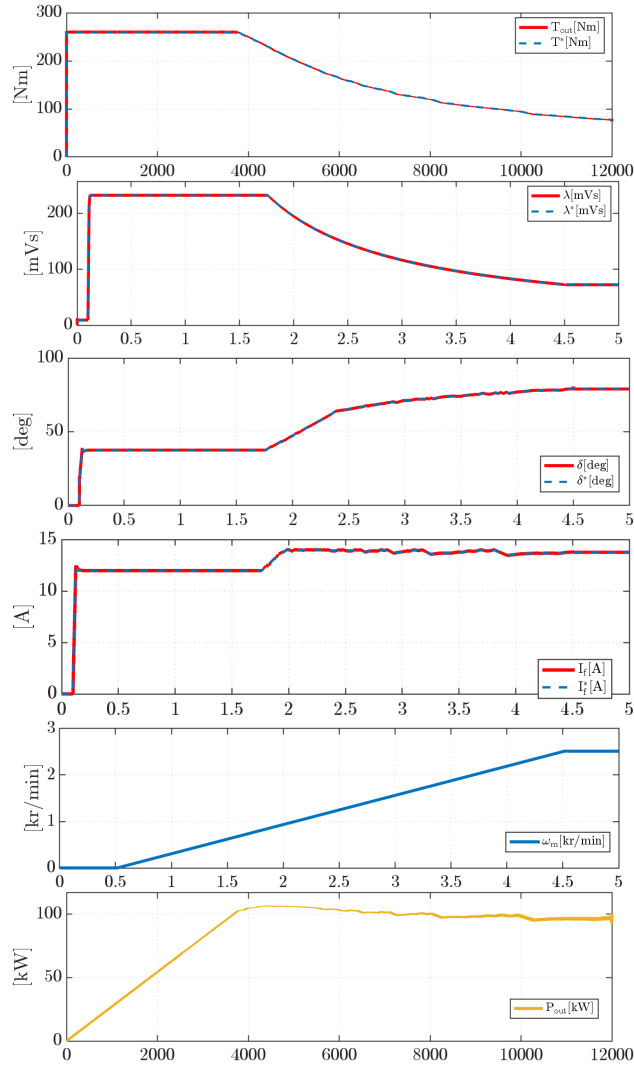 300
200
100
0
[Nm]
T_out[Nm]
T*[Nm]
0 2000 4000 6000 8000 10000 12000
200
100
0
[mVs]
λ[mVs]
λ*[mVs]
0 0.5 1 1.5 2 2.5 3 3.5 4 4.5 5
100
50
0
[deg]
δ[deg]
δ*[deg]
0 0.5 1 1.5 2 2.5 3 3.5 4 4.5 5
15
10
5
0
[A]
I_f[A]
I_f*[A]
0 0.5 1 1.5 2 2.5 3 3.5 4 4.5 5
3
2
1
0
[kr/min]
ω_m[kr/min]
0 0.5 1 1.5 2 2.5 3 3.5 4 4.5 5
100
50
0
[kW]
P_out[kW]
0 2000 4000 6000 8000 10000 12000